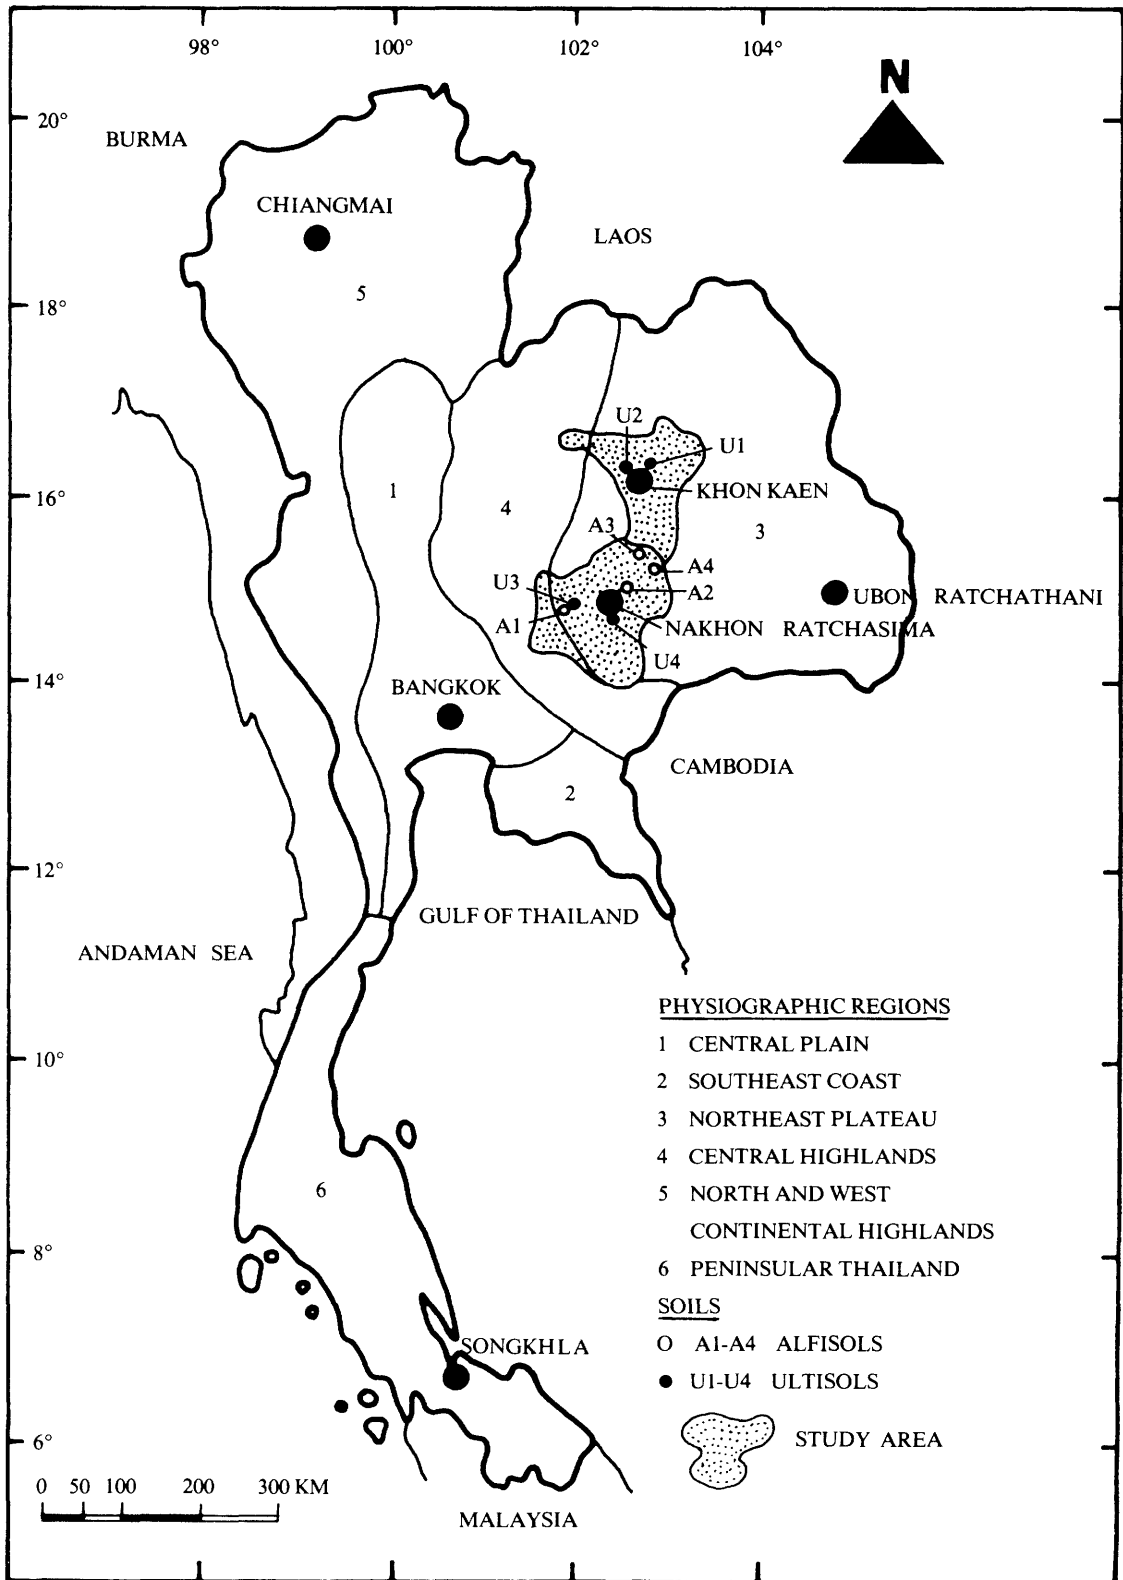 98° 100° 102° 104°
N
20°
BURMA
CHIANGMAI
LAOS
5
18°
U2
U1
1
16°
KHON KAEN
4
A3
3
A4
U3
A2
UBON RATCHATHANI
A1
NAKHON RATCHASIMA
U4
14°
BANGKOK
CAMBODIA
2
12°
GULF OF THAILAND
ANDAMAN SEA
PHYSIOGRAPHIC REGIONS
1 CENTRAL PLAIN
10°
2 SOUTHEAST COAST
3 NORTHEAST PLATEAU
4 CENTRAL HIGHLANDS
6
5 NORTH AND WEST
CONTINENTAL HIGHLANDS
8°
6 PENINSULAR THAILAND
SOILS
SONGKHLA
O A1-A4 ALFISOLS
● U1-U4 ULTISOLS
6°
STUDY AREA
0 50 100 200 300 KM
MALAYSIA